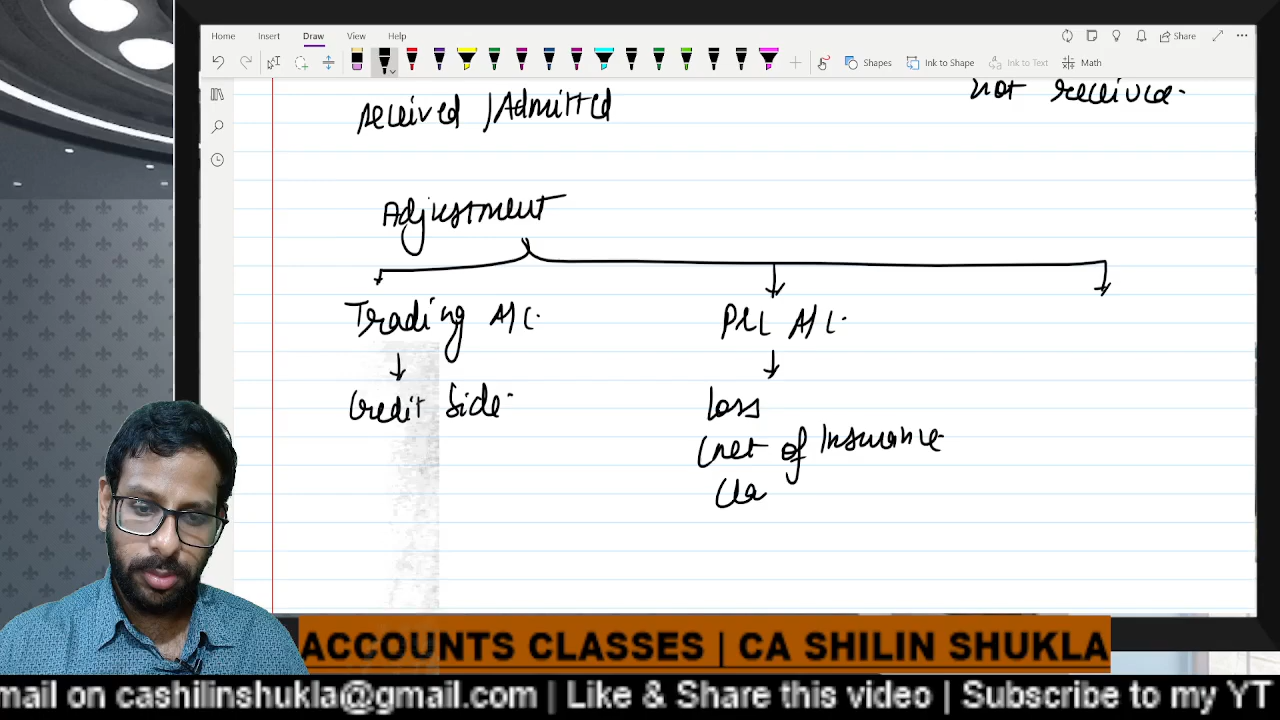 Home Insert Draw View Help
Share
Shapes Ink to Shape Ink to Text Math
received / Admitted
not receive.
Adjustment
Trading A/c.
P&L A/c.
Credit Side.
Loss
(net of Insurance
Cla
ACCOUNTS CLASSES | CA SHILIN SHUKLA
mail on cashilinshukla@gmail.com | Like & Share this video | Subscribe to my YT